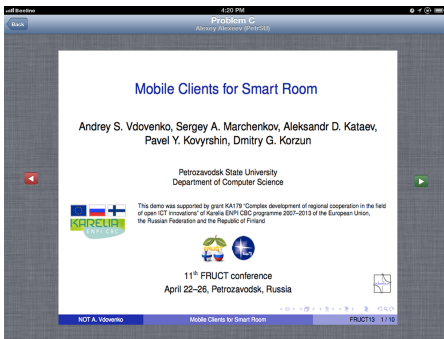 Beeline
4:20 PM
Back
Problem C
Alexey Alexeev (PetrSU)
Mobile Clients for Smart Room
Andrey S. Vdovenko, Sergey A. Marchenkov, Aleksandr D. Kataev,
Pavel Y. Kovyrshin, Dmitry G. Korzun
Petrozavodsk State University
Department of Computer Science
KARELIA
ENPI CBC
This demo was supported by grant KA179 “Complex development of regional cooperation in the field
of open ICT innovations” of Karelia ENPI CBC programme 2007–2013 of the European Union,
the Russian Federation and the Republic of Finland
FRUCT
11th FRUCT conference
April 22–26, Petrozavodsk, Russia
NOT A. Vdovenko
Mobile Clients for Smart Room
FRUCT13
1 / 10